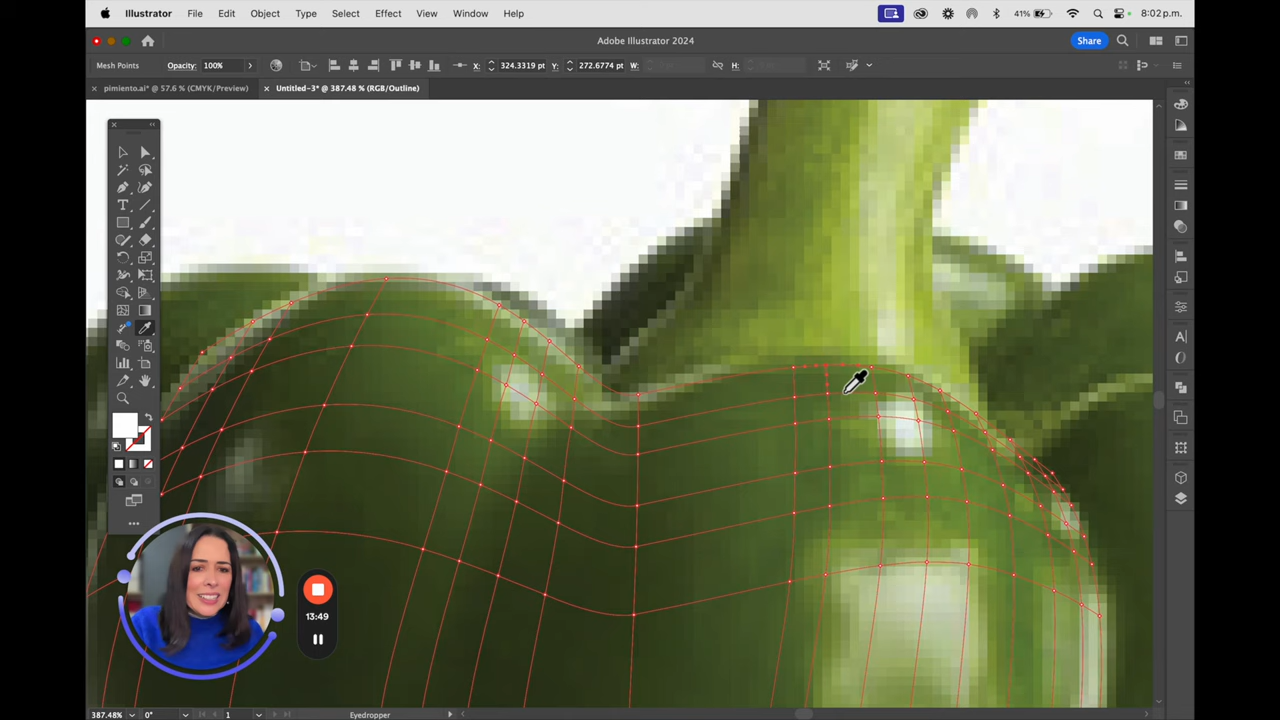 Illustrator File Edit Object Type Select Effect View Window Help 41% 8:02 p.m.
Adobe Illustrator 2024
Share
Mesh Points Opacity: 100% X: 324.3319 pt Y: 272.6774 pt W: H:
pimiento.ai* @ 57.6 % (CMYK/Preview) Untitled-3* @ 387.48 % (RGB/Outline)
13:49
387.48% 0° 1 Eyedropper